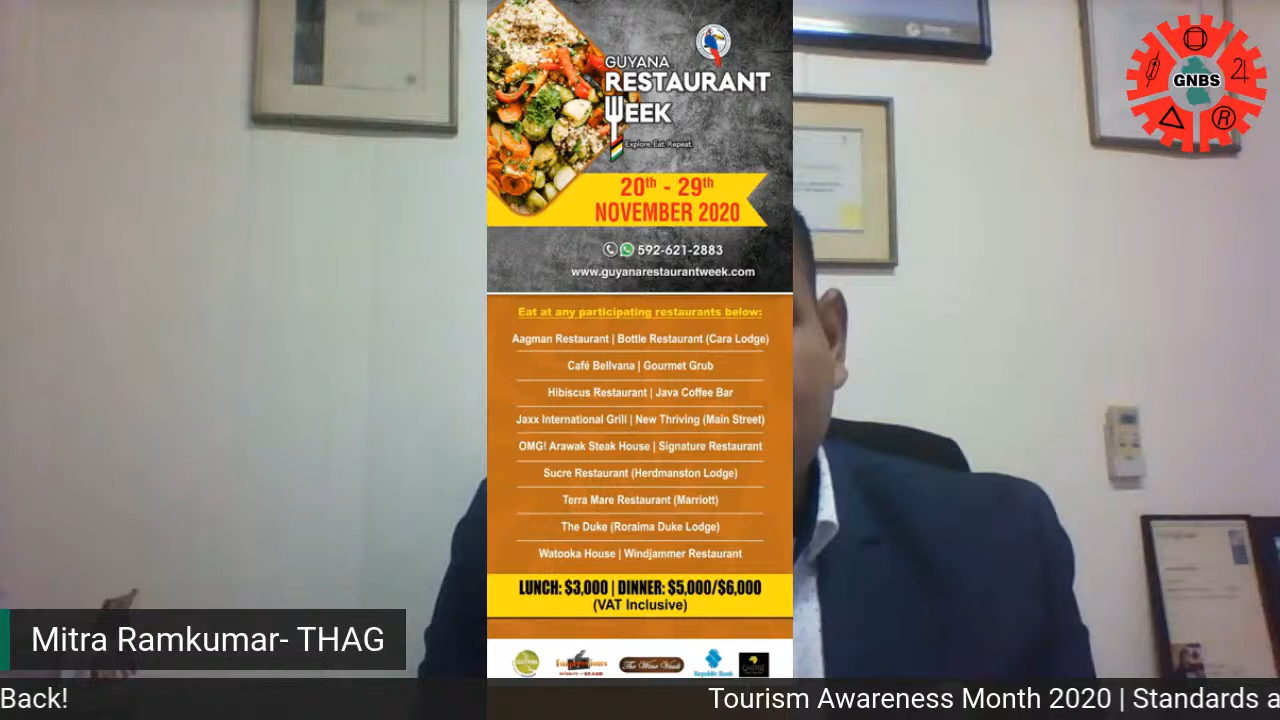 GUYANA
RESTAURANT
WEEK
Explore. Eat. Repeat.
20th - 29th
NOVEMBER 2020
592-621-2883
www.guyanarestaurantweek.com
Eat at any participating restaurants below:
Aagman Restaurant | Bottle Restaurant (Cara Lodge)
Café Bellvana | Gourmet Grub
Hibiscus Restaurant | Java Coffee Bar
Jaxx International Grill | New Thriving (Main Street)
OMG! Arawak Steak House | Signature Restaurant
Sucre Restaurant (Herdmanston Lodge)
Terra Mare Restaurant (Marriott)
The Duke (Roraima Duke Lodge)
Watooka House | Windjammer Restaurant
LUNCH: $3,000 | DINNER: $5,000/$6,000
(VAT Inclusive)
The Wine Vault
Republic Bank
GNBS
R
Mitra Ramkumar- THAG
Back!
Tourism Awareness Month 2020 | Standards a